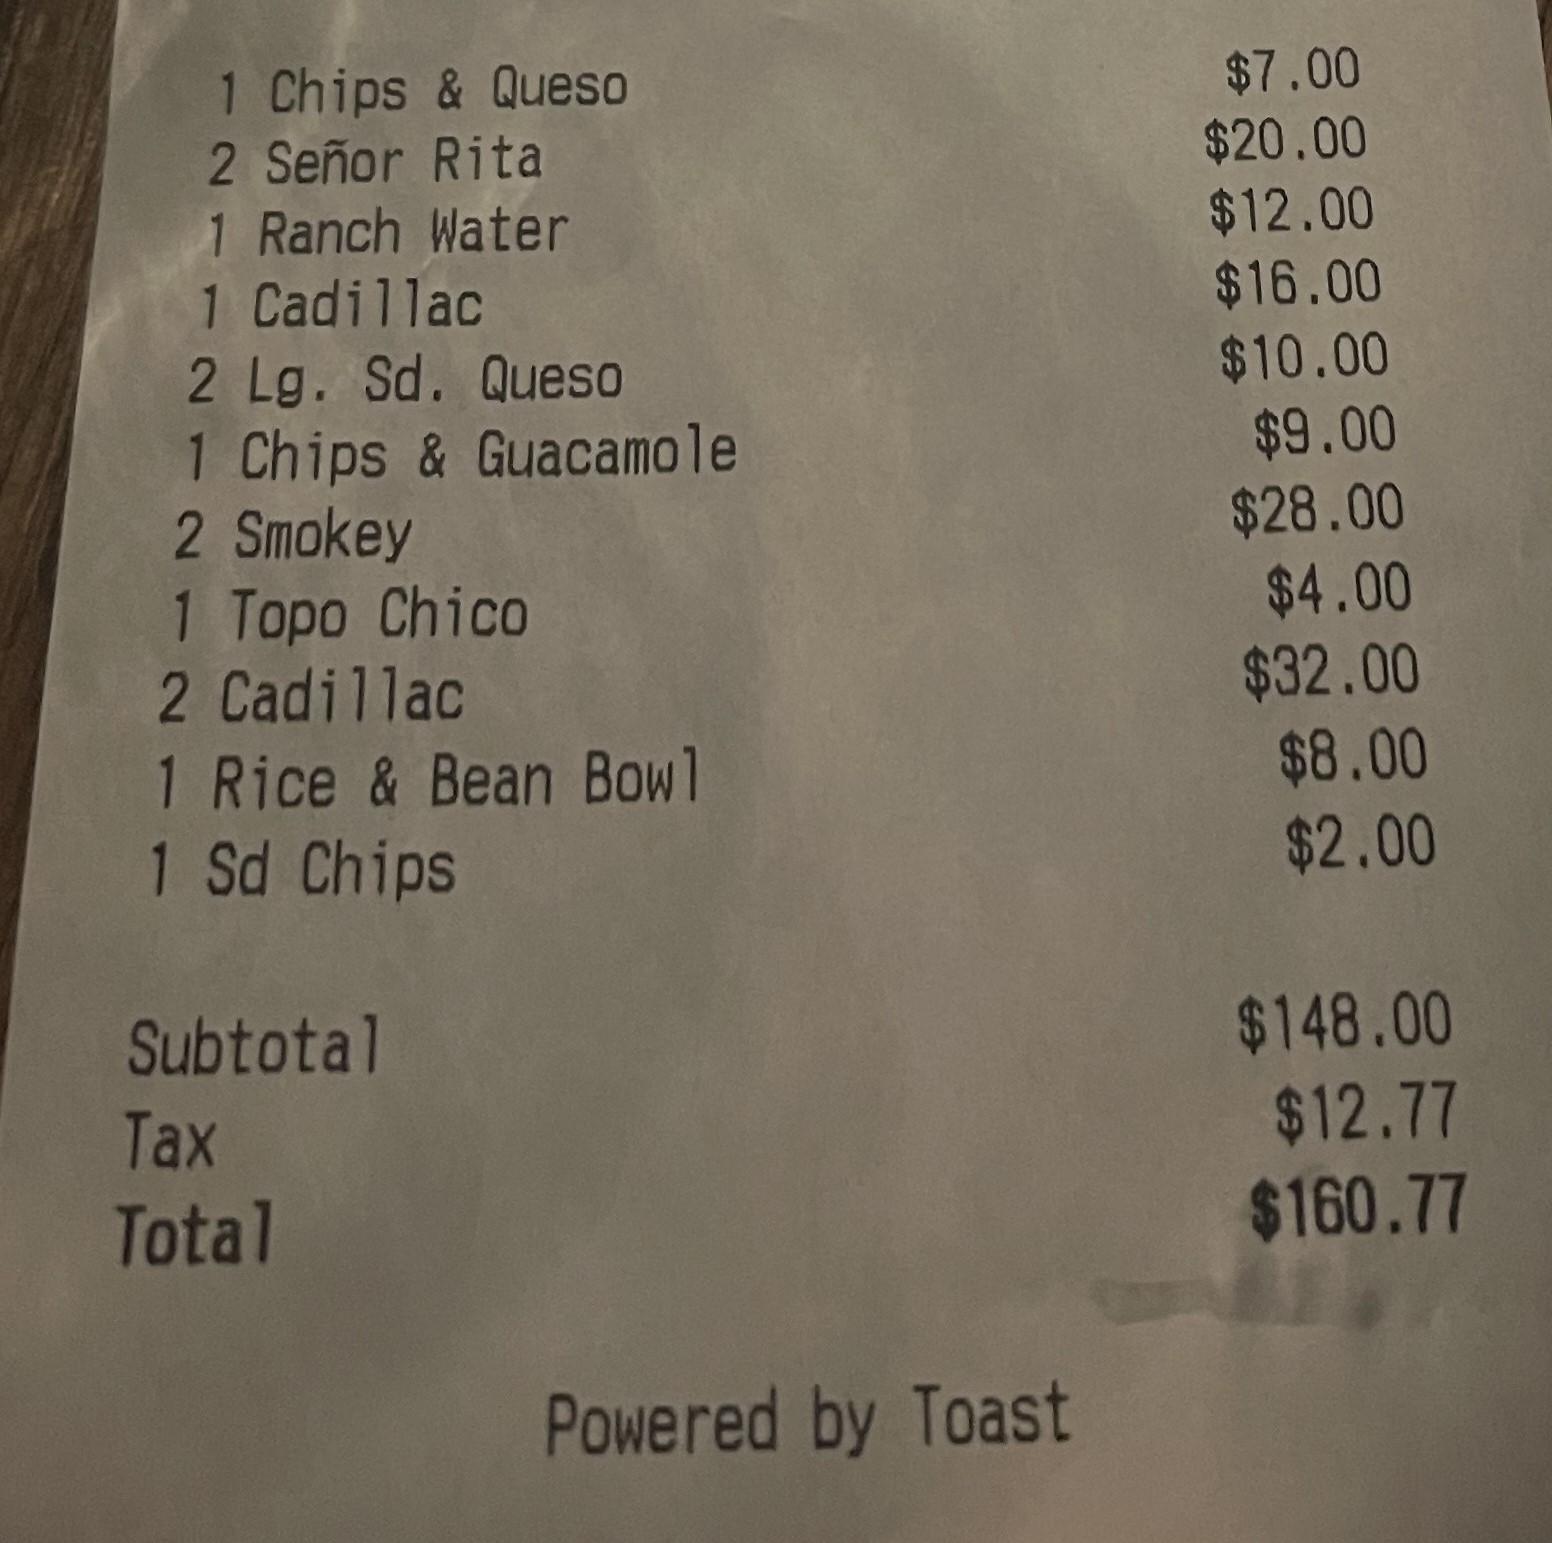 1 Chips & Queso $7.00
2 Señor Rita $20.00
1 Ranch Water $12.00
1 Cadillac $16.00
2 Lg. Sd. Queso $10.00
1 Chips & Guacamole $9.00
2 Smokey $28.00
1 Topo Chico $4.00
2 Cadillac $32.00
1 Rice & Bean Bowl $8.00
1 Sd Chips $2.00
Subtotal $148.00
Tax $12.77
Total $160.77
Powered by Toast